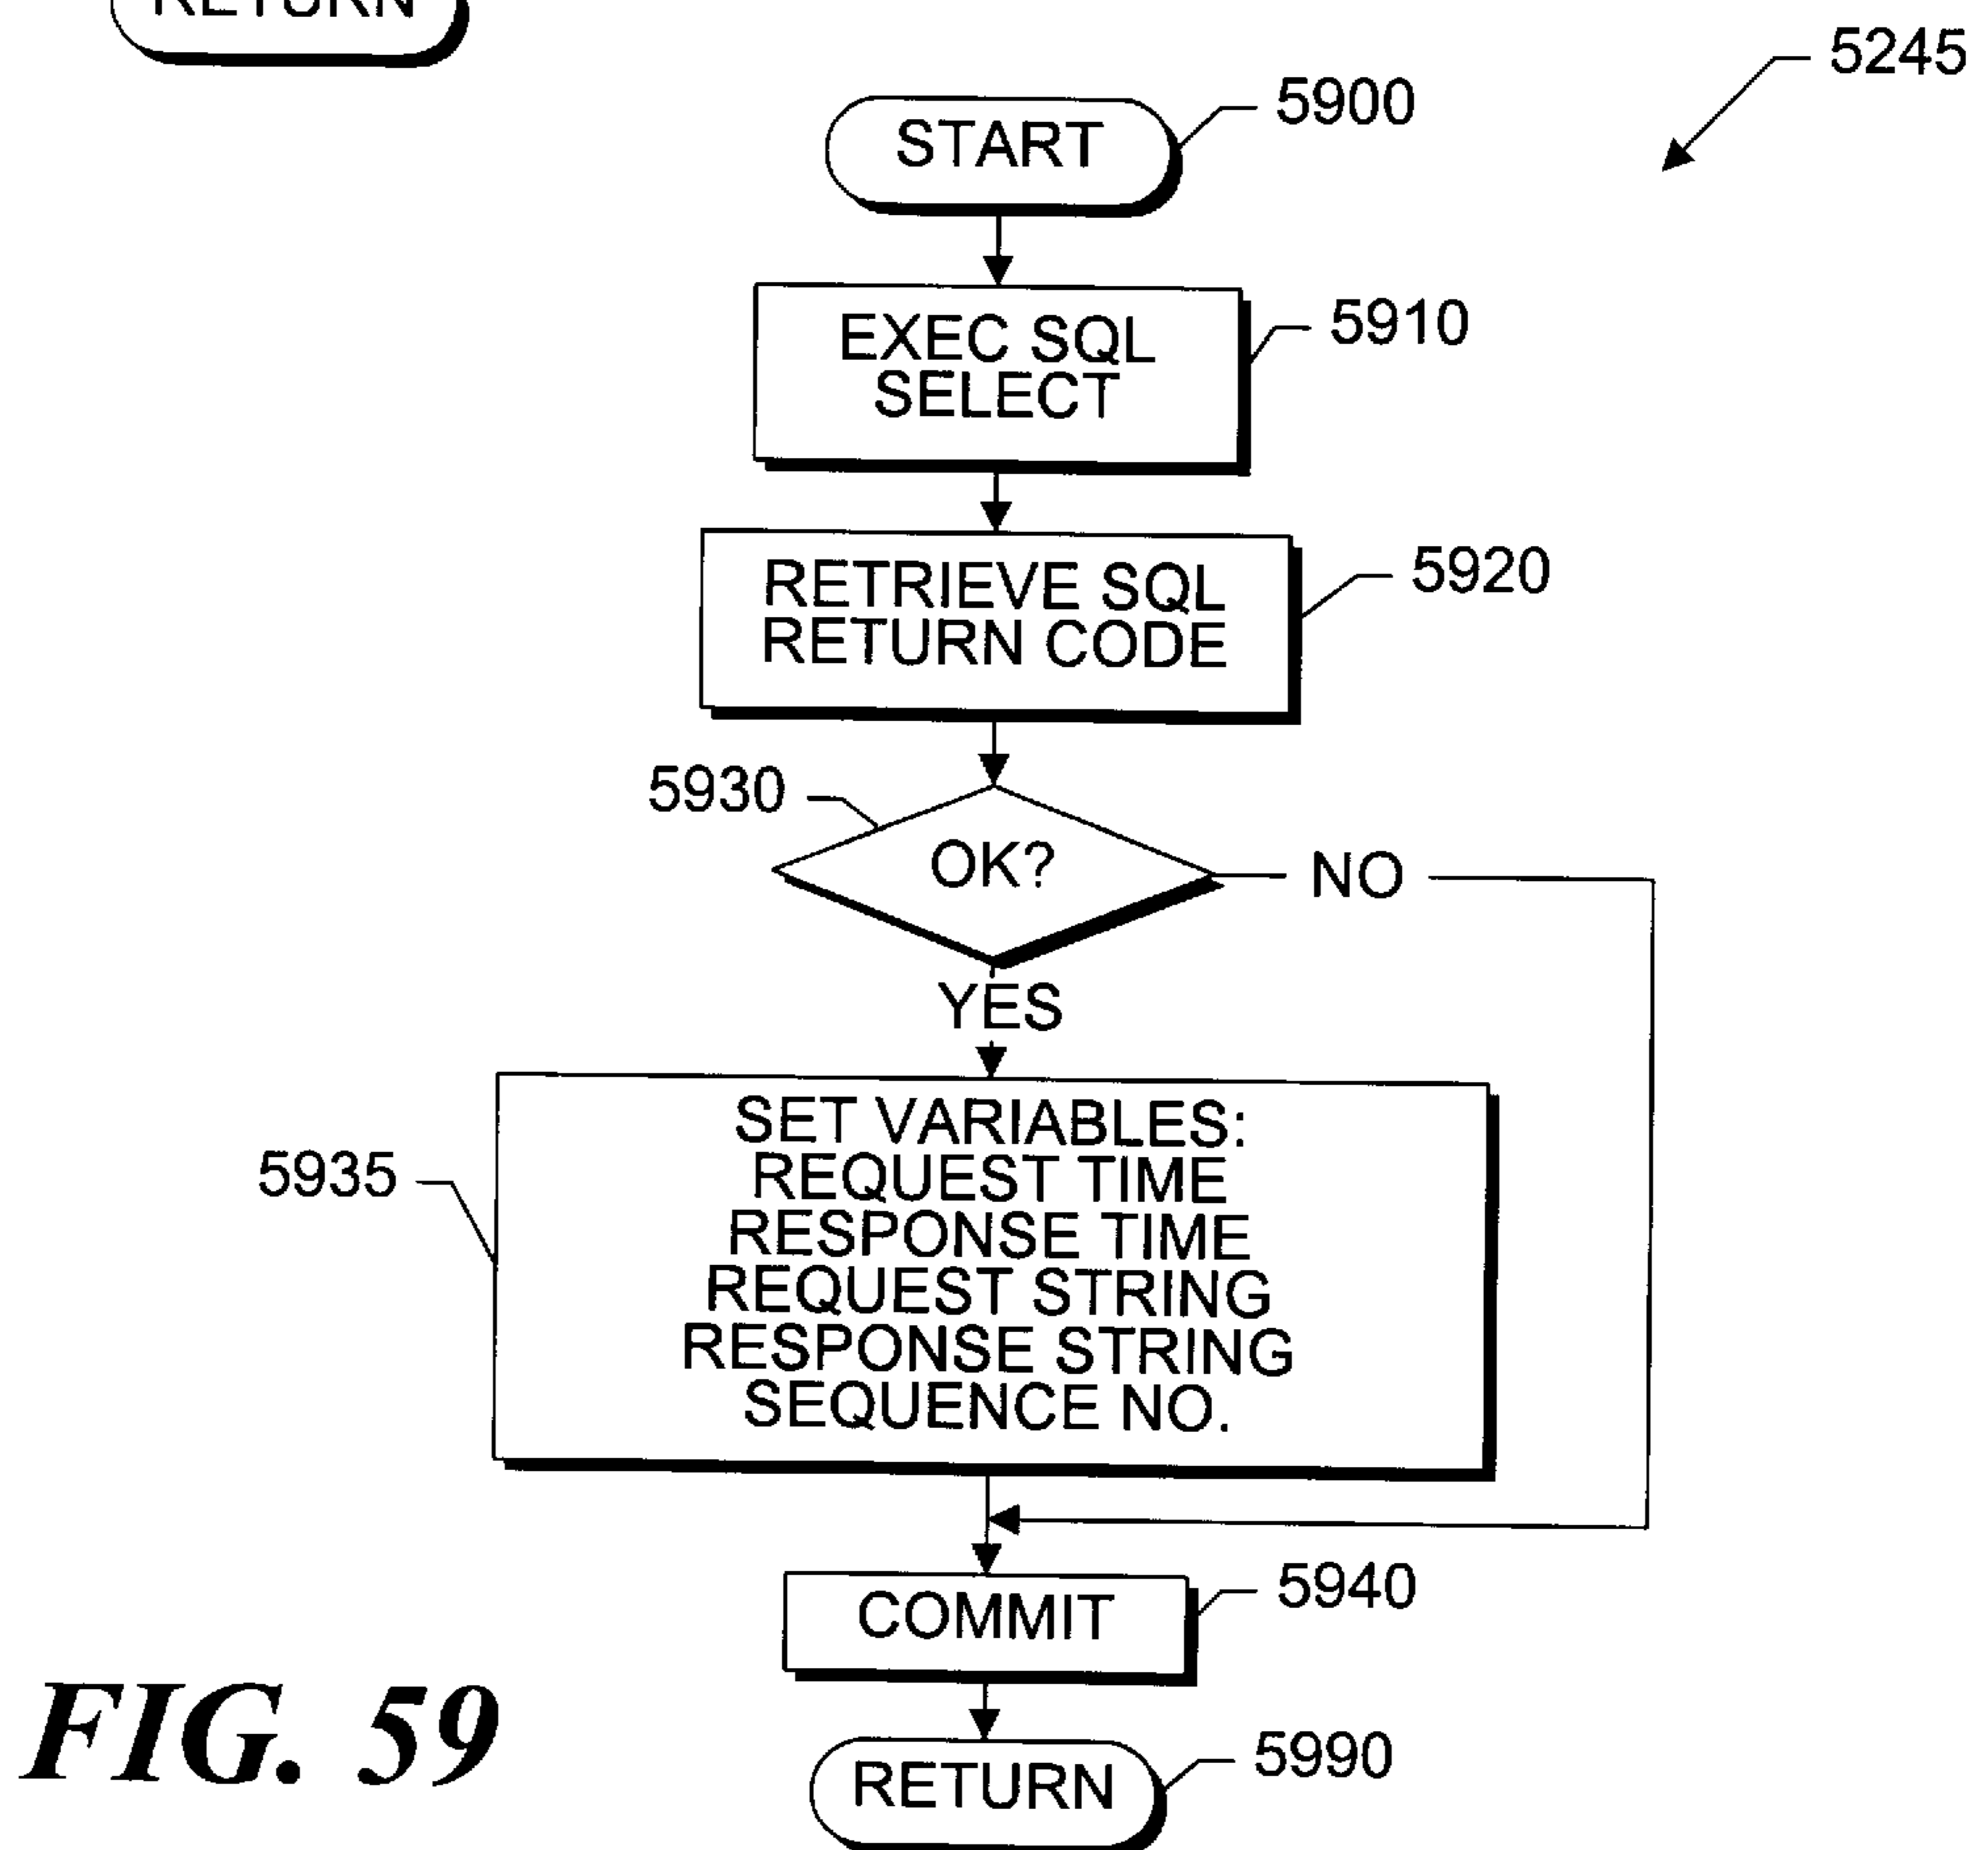 RETURN
5245
5900
START
EXEC SQL
SELECT
5910
RETRIEVE SQL
RETURN CODE
5920
5930
OK?
NO
YES
5935
SET VARIABLES:
REQUEST TIME
RESPONSE TIME
REQUEST STRING
RESPONSE STRING
SEQUENCE NO.
5940
COMMIT
FIG. 59
5990
RETURN